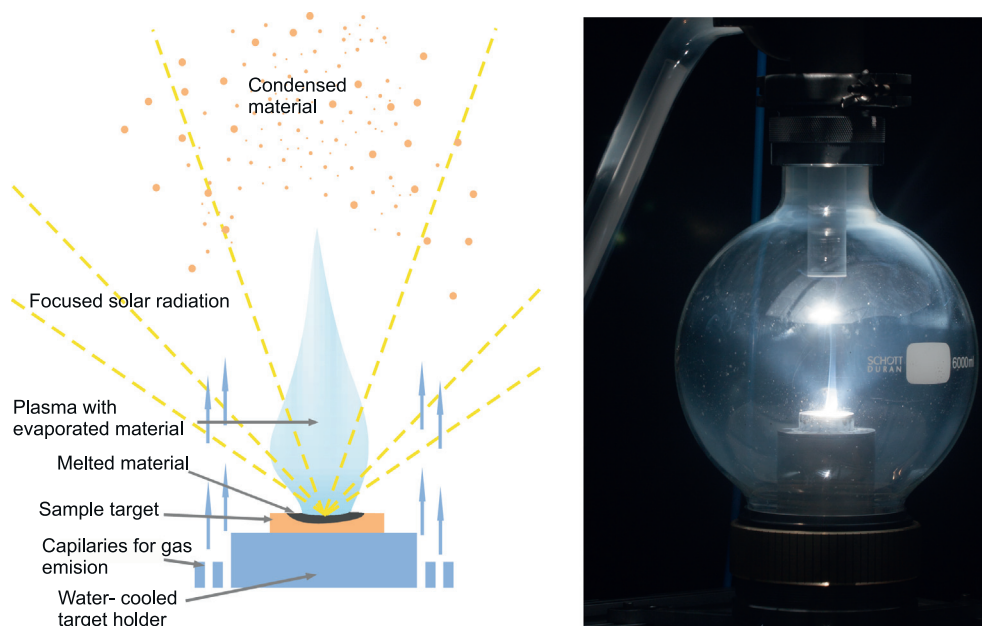 Condensed
material
Focused solar radiation
Plasma with
evaporated material
Melted material
Sample target
Capilaries for gas
emision
Water- cooled
target holder
SCHOTT
DURAN
6000ml